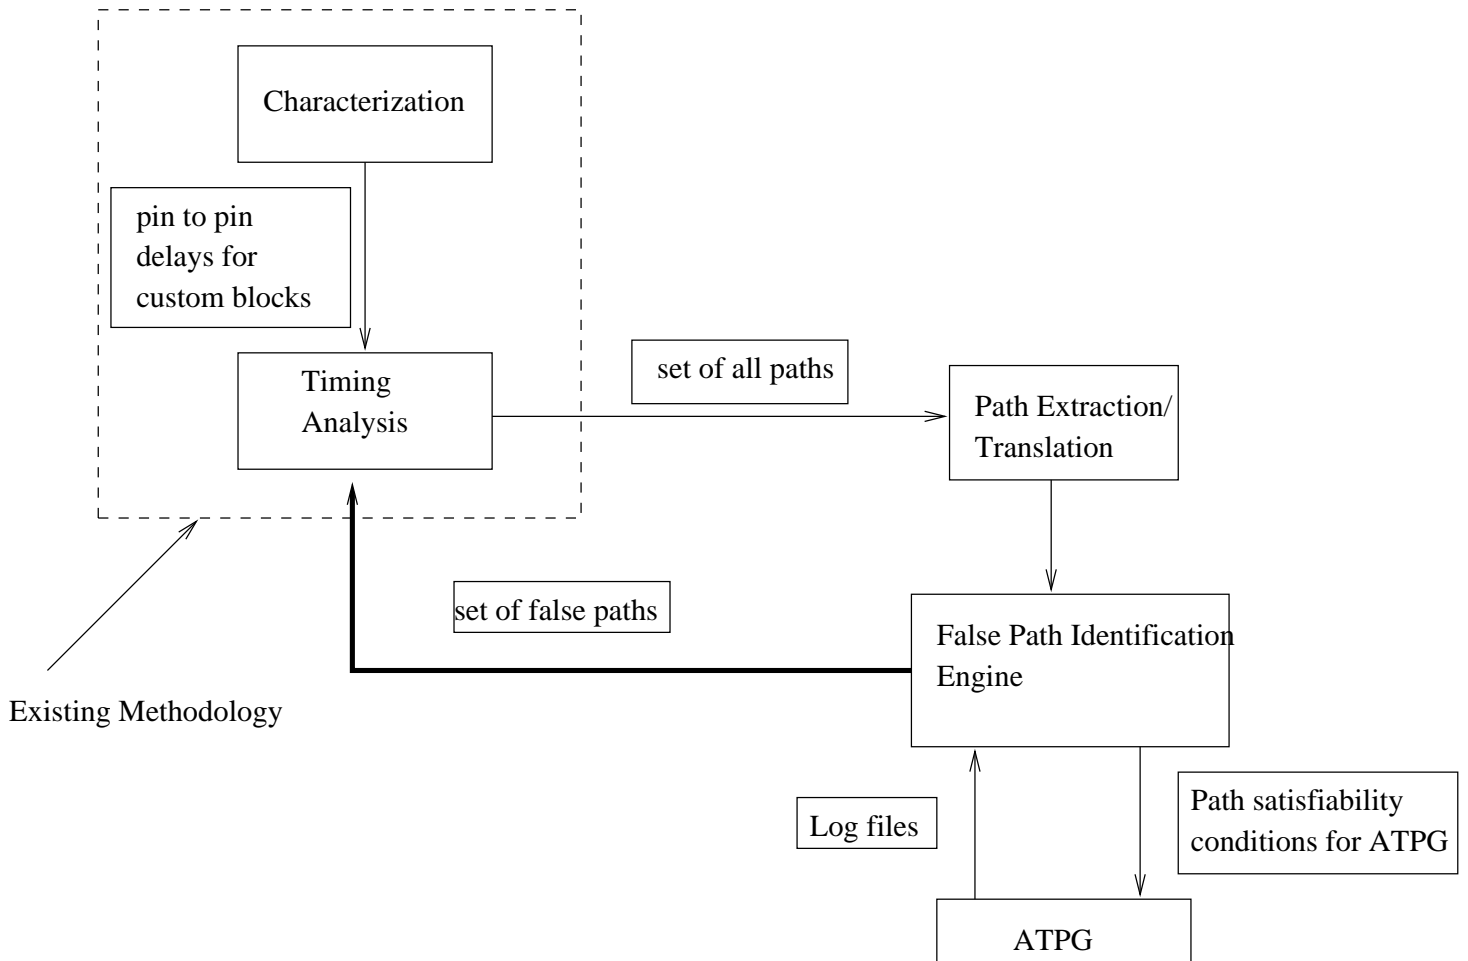 Characterization
pin to pin
delays for
custom blocks
Timing
Analysis
set of all paths
Path Extraction/
Translation
set of false paths
False Path Identification
Engine
Existing Methodology
Log files
Path satisfiability
conditions for ATPG
ATPG